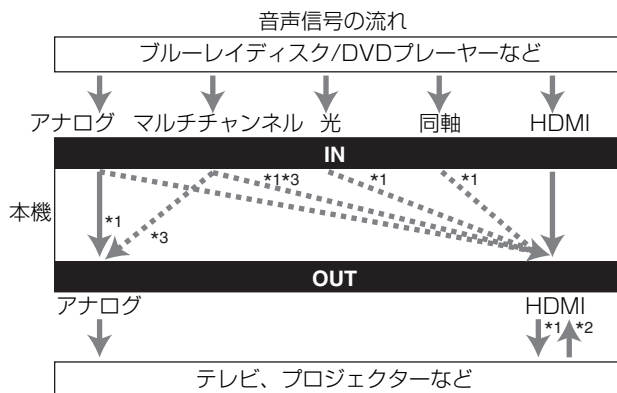 音声信号の流れ
ブルーレイディスク/DVDプレーヤーなど
アナログ マルチチャンネル 光 同軸 HDMI
IN
*1*3 *1 *1
本機 *1
*3
OUT
アナログ HDMI
*1 *2
テレビ、プロジェクターなど